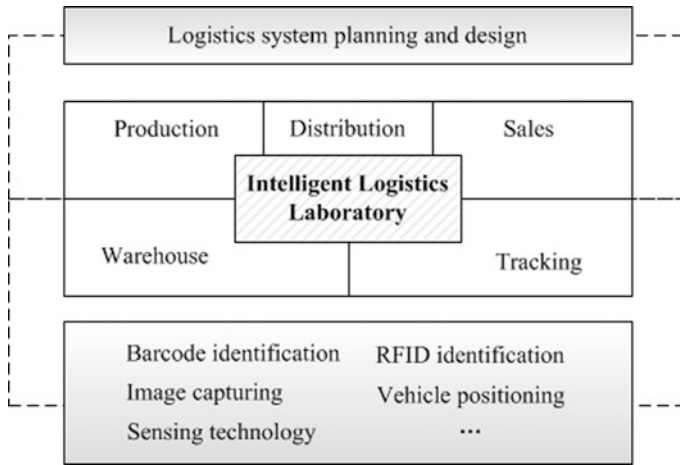 Logistics system planning and design
Production Distribution Sales
Intelligent Logistics
Laboratory
Warehouse
Tracking
Barcode identification RFID identification
Image capturing Vehicle positioning
Sensing technology ...